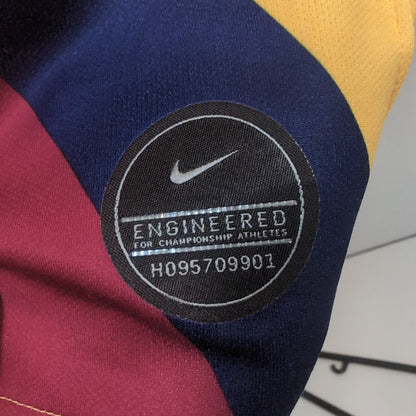 ENGINEERED
FOR CHAMPIONSHIP ATHLETES
H095709901